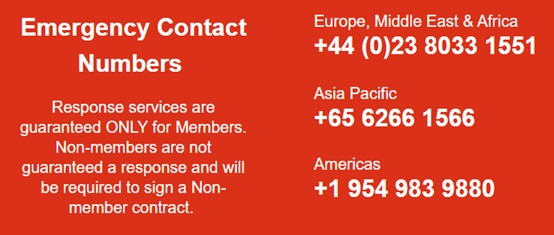 Emergency Contact
Numbers
Response services are
guaranteed ONLY for Members.
Non-members are not
guaranteed a response and will
be required to sign a Non-
member contract.
Europe, Middle East & Africa
+44 (0)23 8033 1551
Asia Pacific
+65 6266 1566
Americas
+1 954 983 9880